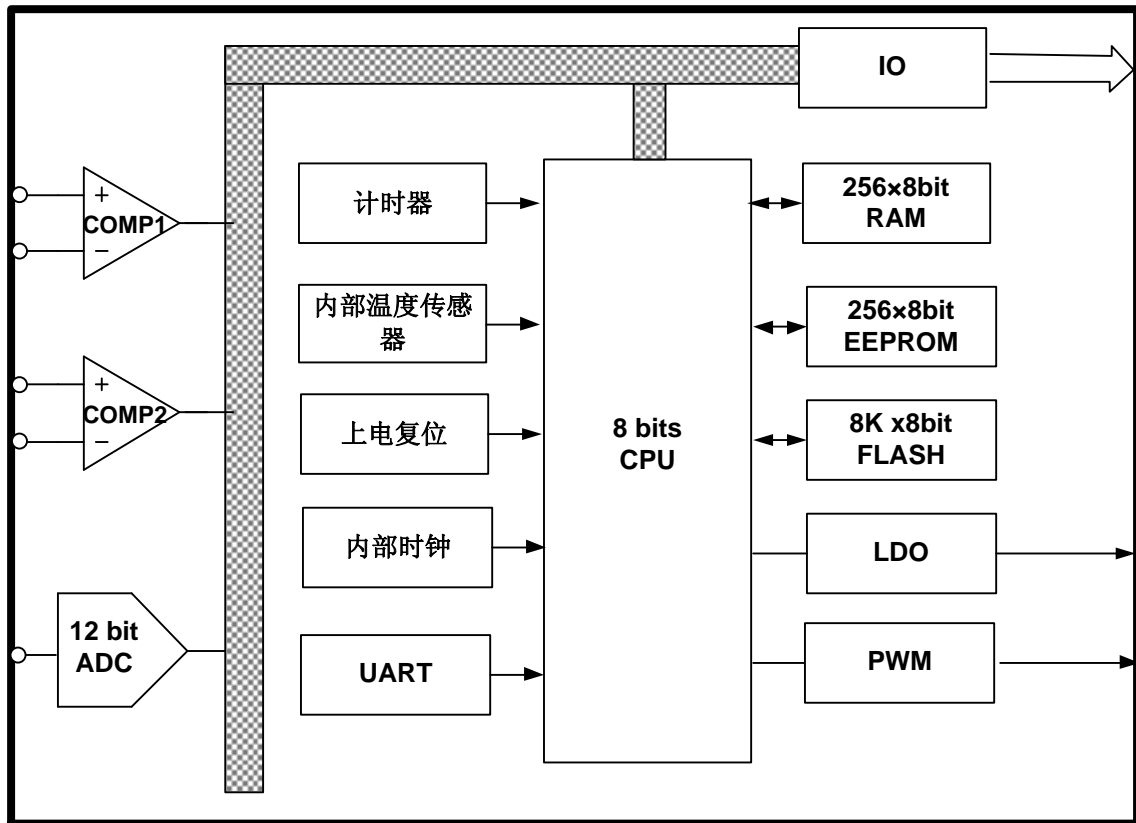 IO
+
COMP1
−
计时器
256×8bit
RAM
内部温度传感
器
256×8bit
EEPROM
+
COMP2
−
上电复位
8 bits
CPU
8K x8bit
FLASH
内部时钟
LDO
12 bit
ADC
UART
PWM